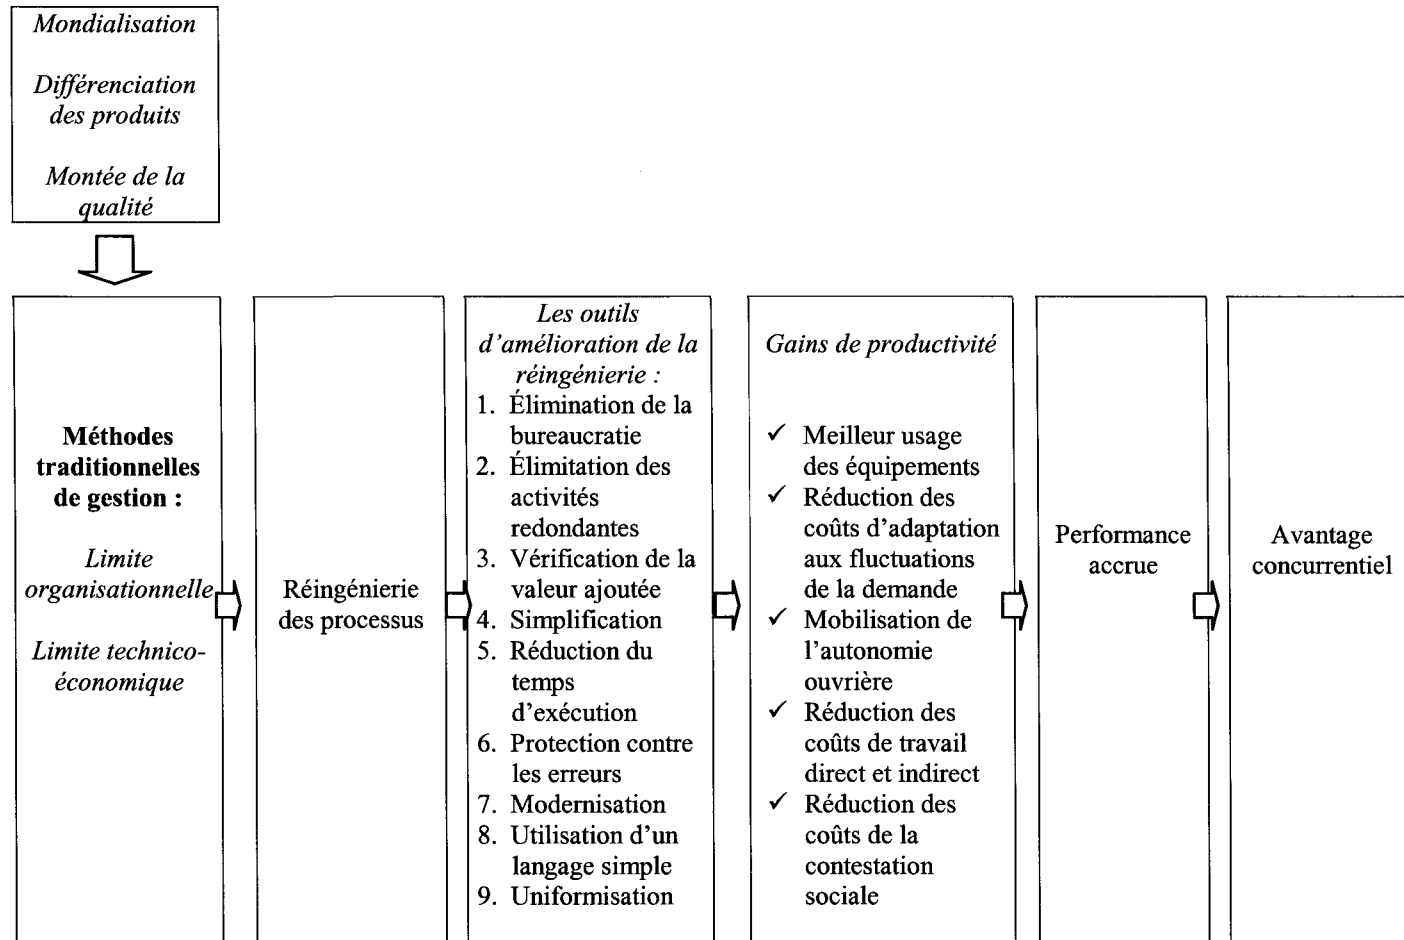 Mondialisation
Différenciation
des produits
Montée de la
qualité
Méthodes
traditionnelles
de gestion :
Limite
organisationnelle
Limite technico-
économique
Réingénierie
des processus
Les outils
d'amélioration de la
réingénierie :
1. Élimination de la
bureaucratie
2. Élimitation des
activités
redondantes
3. Vérification de la
valeur ajoutée
4. Simplification
5. Réduction du
temps
d'exécution
6. Protection contre
les erreurs
7. Modernisation
8. Utilisation d'un
langage simple
9. Uniformisation
Gains de productivité
✓ Meilleur usage
des équipements
✓ Réduction des
coûts d'adaptation
aux fluctuations
de la demande
✓ Mobilisation de
l'autonomie
ouvrière
✓ Réduction des
coûts de travail
direct et indirect
✓ Réduction des
coûts de la
contestation
sociale
Performance
accrue
Avantage
concurrentiel